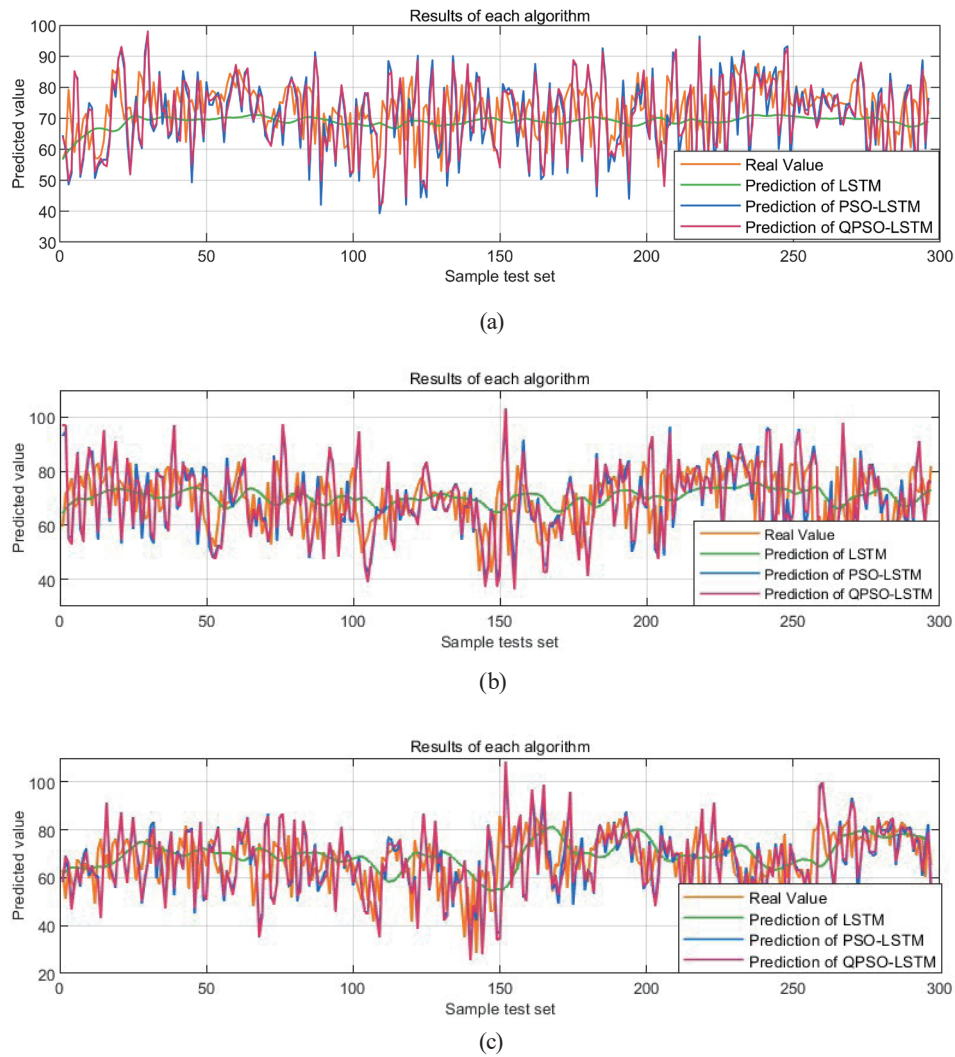 Results of each algorithm
100
90
80
70
60
50
40
30
Predicted value
Real Value
Prediction of LSTM
Prediction of PSO-LSTM
Prediction of QPSO-LSTM
0 50 100 150 200 250 300
Sample test set
(a)
Results of each algorithm
100
80
60
40
Predicted value
Real Value
Prediction of LSTM
Prediction of PSO-LSTM
Prediction of QPSO-LSTM
0 50 100 150 200 250 300
Sample tests set
(b)
Results of each algorithm
100
80
60
40
20
Predicted value
Real Value
Prediction of LSTM
Prediction of PSO-LSTM
Prediction of QPSO-LSTM
0 50 100 150 200 250 300
Sample test set
(c)